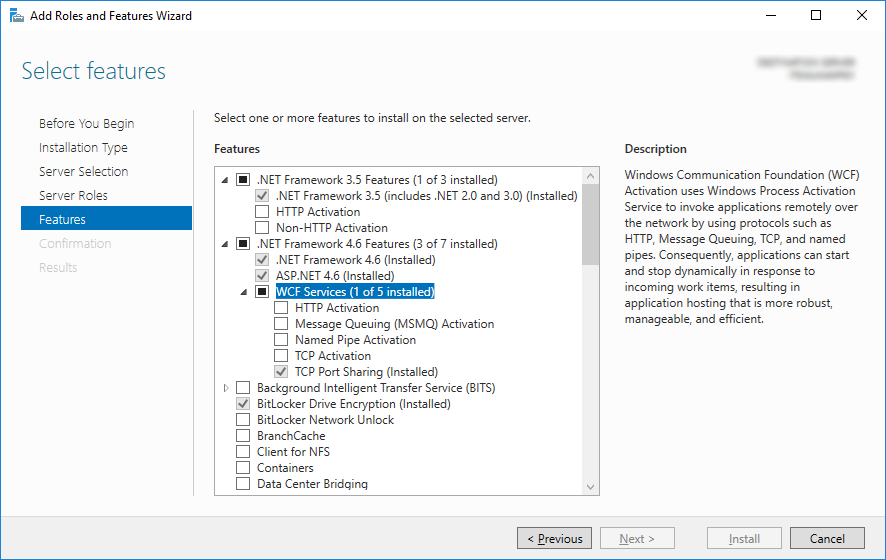 Add Roles and Features Wizard
Select features
Before You Begin
Installation Type
Server Selection
Server Roles
Features
Confirmation
Results
Select one or more features to install on the selected server.
Features
.NET Framework 3.5 Features (1 of 3 installed)
.NET Framework 3.5 (includes .NET 2.0 and 3.0) (Installed)
HTTP Activation
Non-HTTP Activation
.NET Framework 4.6 Features (3 of 7 installed)
.NET Framework 4.6 (Installed)
ASP.NET 4.6 (Installed)
WCF Services (1 of 5 installed)
HTTP Activation
Message Queuing (MSMQ) Activation
Named Pipe Activation
TCP Activation
TCP Port Sharing (Installed)
Background Intelligent Transfer Service (BITS)
BitLocker Drive Encryption (Installed)
BitLocker Network Unlock
BranchCache
Client for NFS
Containers
Data Center Bridging
Description
Windows Communication Foundation (WCF)
Activation uses Windows Process Activation
Service to invoke applications remotely over
the network by using protocols such as
HTTP, Message Queuing, TCP, and named
pipes. Consequently, applications can start
and stop dynamically in response to
incoming work items, resulting in
application hosting that is more robust,
manageable, and efficient.
< Previous
Next >
Install
Cancel